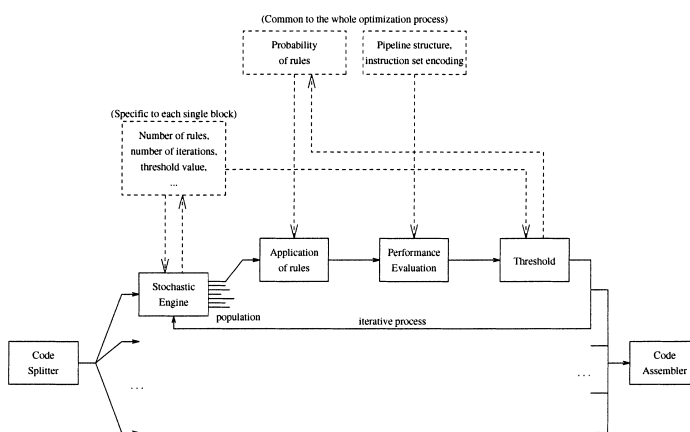 (Common to the whole optimization process)
Probability
of rules
Pipeline structure,
instruction set encoding
(Specific to each single block)
Number of rules,
number of iterations,
threshold value,
...
Application
of rules
Performance
Evaluation
Threshold
Stochastic
Engine
population
iterative process
Code
Splitter
...
...
Code
Assembler